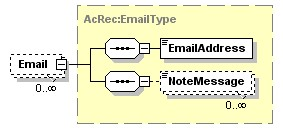 AcRec:EmailType
EmailAddress
Email
0..∞
NoteMessage
0..∞